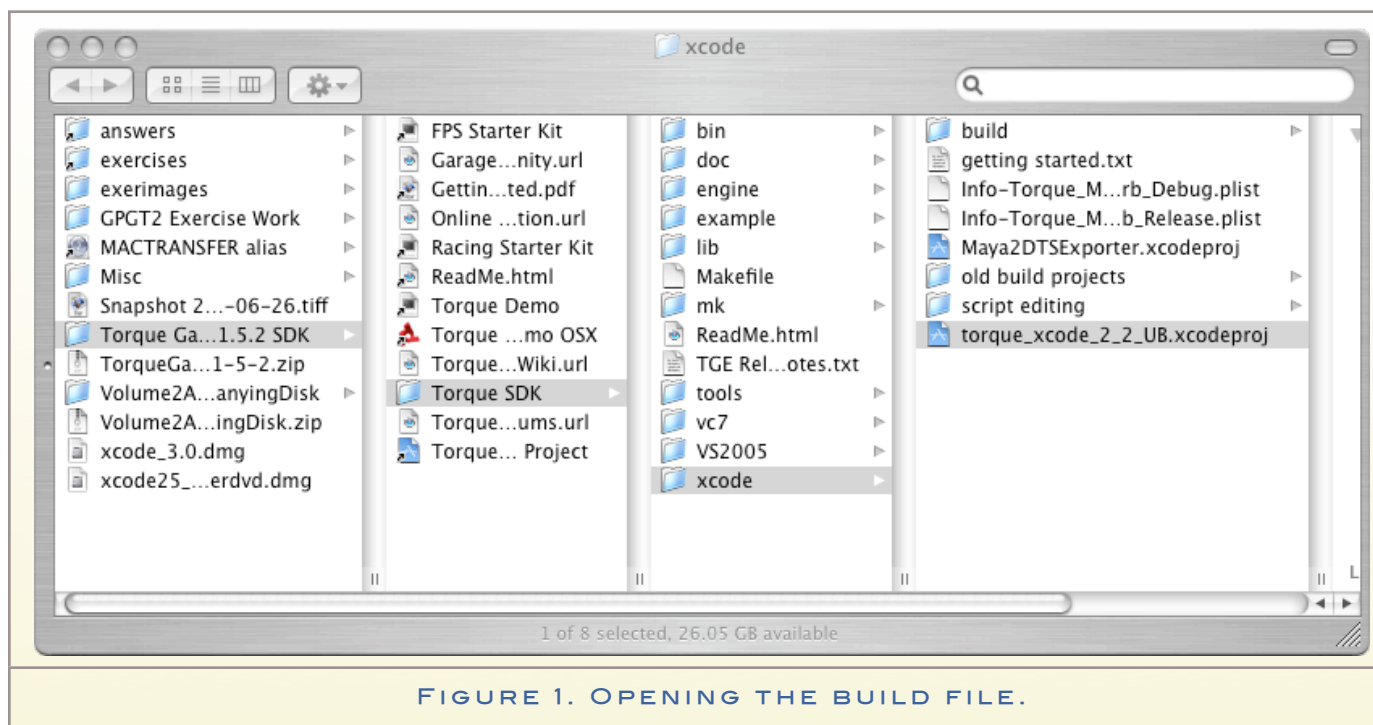 xcode
answers
exercises
exerimages
GPGT2 Exercise Work
MACTRANSFER alias
Misc
Snapshot 2...-06-26.tiff
Torque Ga...1.5.2 SDK
TorqueGa...1-5-2.zip
Volume2A...anyingDisk
Volume2A...ingDisk.zip
xcode_3.0.dmg
xcode25_...erdvd.dmg
FPS Starter Kit
Garage...nity.url
Gettin...ted.pdf
Online ...tion.url
Racing Starter Kit
ReadMe.html
Torque Demo
Torque ...mo OSX
Torque...Wiki.url
Torque SDK
Torque...ums.url
Torque... Project
bin
doc
engine
example
lib
Makefile
mk
ReadMe.html
TGE Rel...otes.txt
tools
vc7
VS2005
xcode
build
getting started.txt
Info-Torque_M...rb_Debug.plist
Info-Torque_M...b_Release.plist
Maya2DTSExporter.xcodeproj
old build projects
script editing
torque_xcode_2_2_UB.xcodeproj
L
1 of 8 selected, 26.05 GB available
FIGURE 1. OPENING THE BUILD FILE.